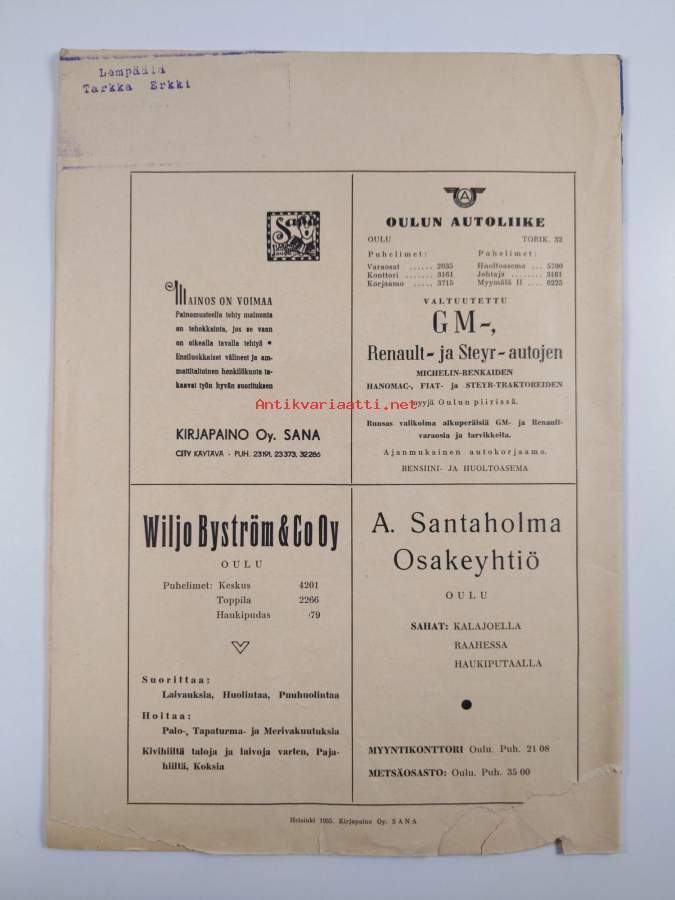 Lempäälä
Tarkka Erkki
Sana
MAINOS ON VOIMAA
Painomusteella tehty mainonta
on tehokkainta, jos se vaan
on oikealla tavalla tehtyä •
Ensiluokkaiset välineet ja am-
mattitaitoinen henkilökunta ta-
kaavat työn hyvän suorituksen
KIRJAPAINO Oy. SANA
CITY KÄYTÄVÄ - PUH. 23191, 23373, 32286
A
OULUN AUTOLIIKE
OULU TORIK. 32
Puhelimet: Puhelimet:
Varaosat ...... 2035 Huoltoasema ... 5700
Konttori ...... 3161 Johtaja ........ 3161
Korjaamo ..... 3715 Myymälä II .... 6225
VALTUUTETTU
GM-,
Renault- ja Steyr-autojen
MICHELIN-RENKAIDEN
HANOMAC-, FIAT- ja STEYR-TRAKTOREIDEN
myyjä Oulun piirissä.
Runsas valikoima alkuperäisiä GM- ja Renault-
varaosia ja tarvikkeita.
Ajanmukainen autokorjaamo.
BENSIINI- JA HUOLTOASEMA
Antikvariaatti.net
Wiljo Byström & Co Oy
OULU
Puhelimet: Keskus 4201
Toppila 2266
Haukipudas 79
Suorittaa:
Laivauksia, Huolintaa, Puuhuolintaa
Hoitaa:
Palo-, Tapaturma- ja Merivakuutuksia
Kivihiiltä taloja ja laivoja varten, Paja-
hiiltä, Koksia
A. Santaholma
Osakeyhtiö
OULU
SAHAT: KALAJOELLA
RAAHESSA
HAUKIPUTAALLA
MYYNTIKONTTORI Oulu. Puh. 21 08
METSÄOSASTO: Oulu. Puh. 35 00
Helsinki 1955. Kirjapaino Oy. SANA